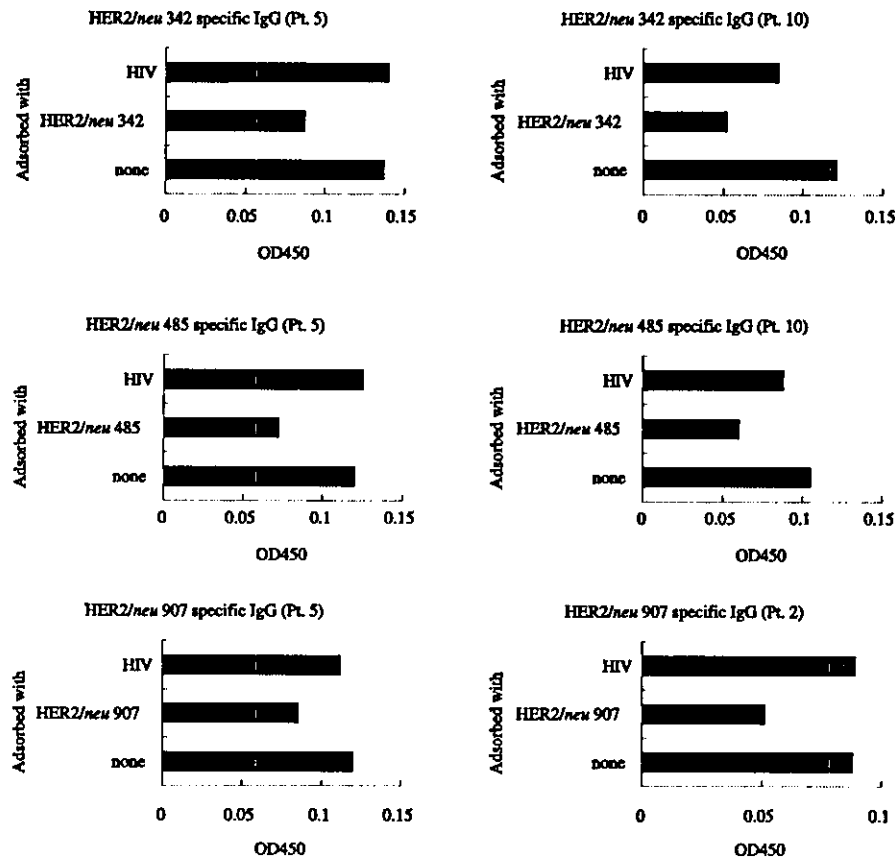 HER2/neu 342 specific IgG (Pt. 5)
Adsorbed with
HIV
HER2/neu 342
none
0 0.05 0.1 0.15
OD450
HER2/neu 342 specific IgG (Pt. 10)
Adsorbed with
HIV
HER2/neu 342
none
0 0.05 0.1 0.15
OD450
HER2/neu 485 specific IgG (Pt. 5)
Adsorbed with
HIV
HER2/neu 485
none
0 0.05 0.1 0.15
OD450
HER2/neu 485 specific IgG (Pt. 10)
Adsorbed with
HIV
HER2/neu 485
none
0 0.05 0.1 0.15
OD450
HER2/neu 907 specific IgG (Pt. 5)
Adsorbed with
HIV
HER2/neu 907
none
0 0.05 0.1 0.15
OD450
HER2/neu 907 specific IgG (Pt. 2)
Adsorbed with
HIV
HER2/neu 907
none
0 0.05 0.1
OD450